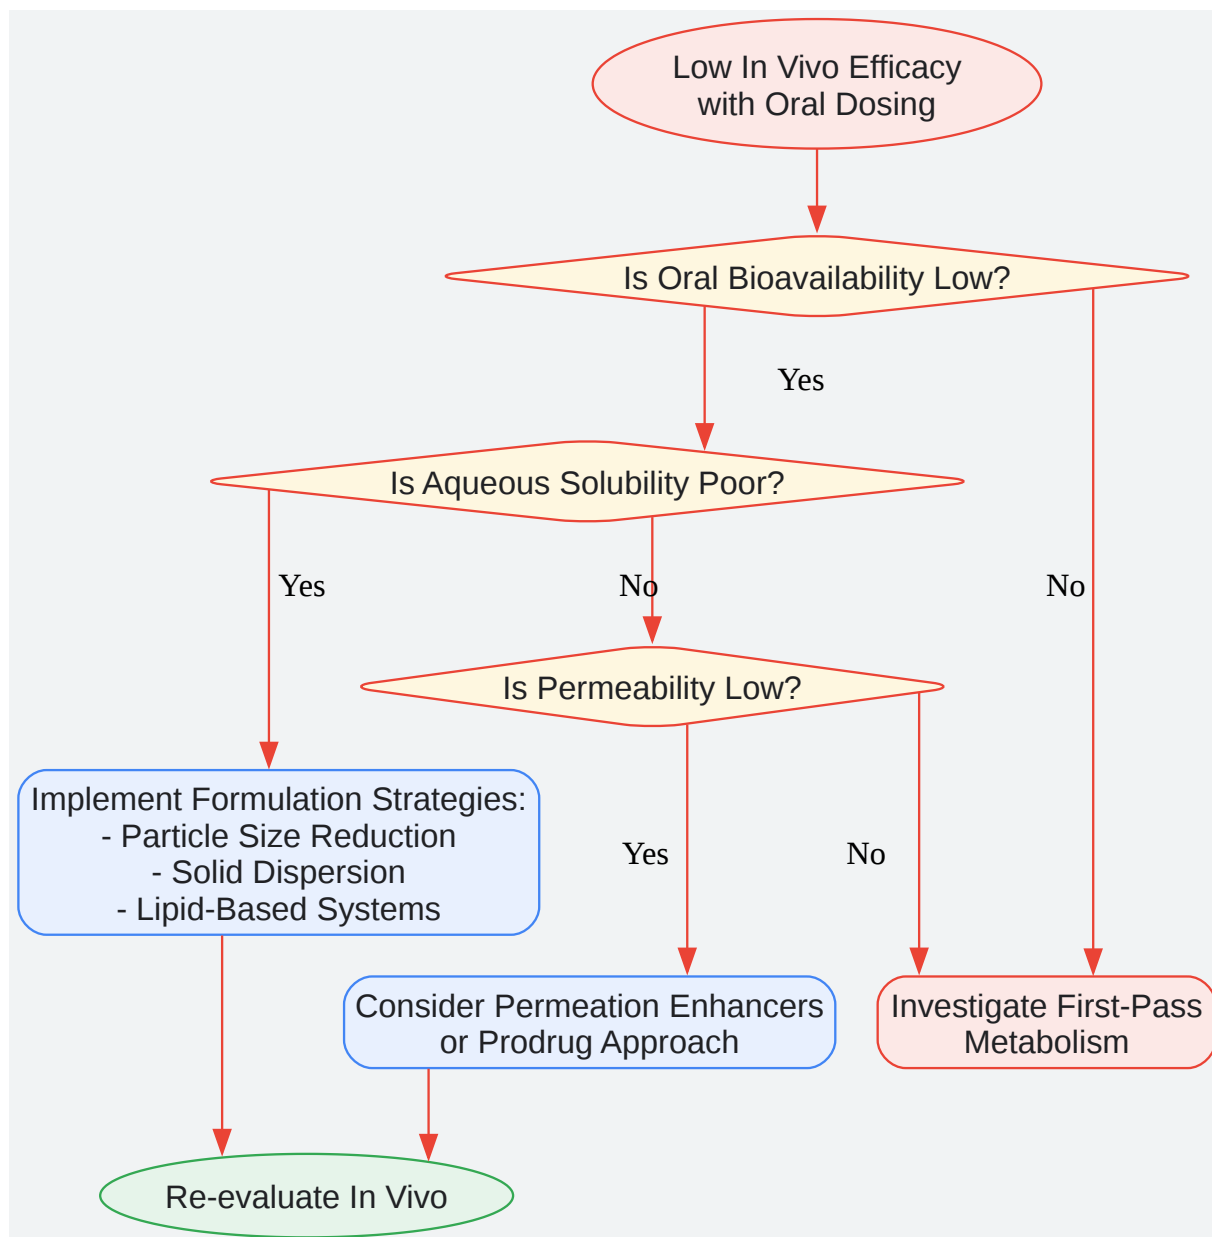 Low In Vivo Efficacy
with Oral Dosing
Is Oral Bioavailability Low?
Yes
Is Aqueous Solubility Poor?
Yes
No
No
Is Permeability Low?
Implement Formulation Strategies:
- Particle Size Reduction
- Solid Dispersion
- Lipid-Based Systems
Yes
No
Consider Permeation Enhancers
or Prodrug Approach
Investigate First-Pass
Metabolism
Re-evaluate In Vivo